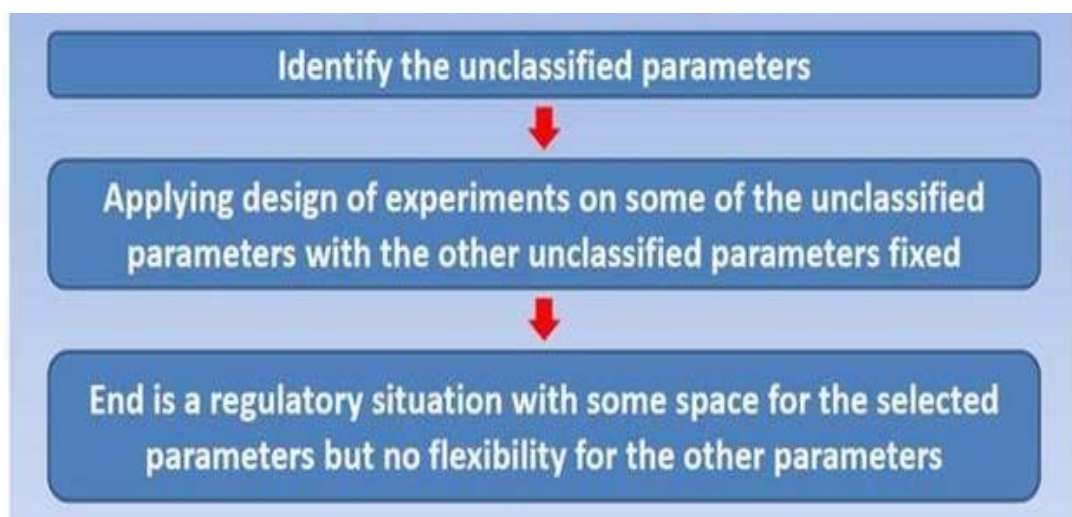 Identify the unclassified parameters
Applying design of experiments on some of the unclassified
parameters with the other unclassified parameters fixed
End is a regulatory situation with some space for the selected
parameters but no flexibility for the other parameters